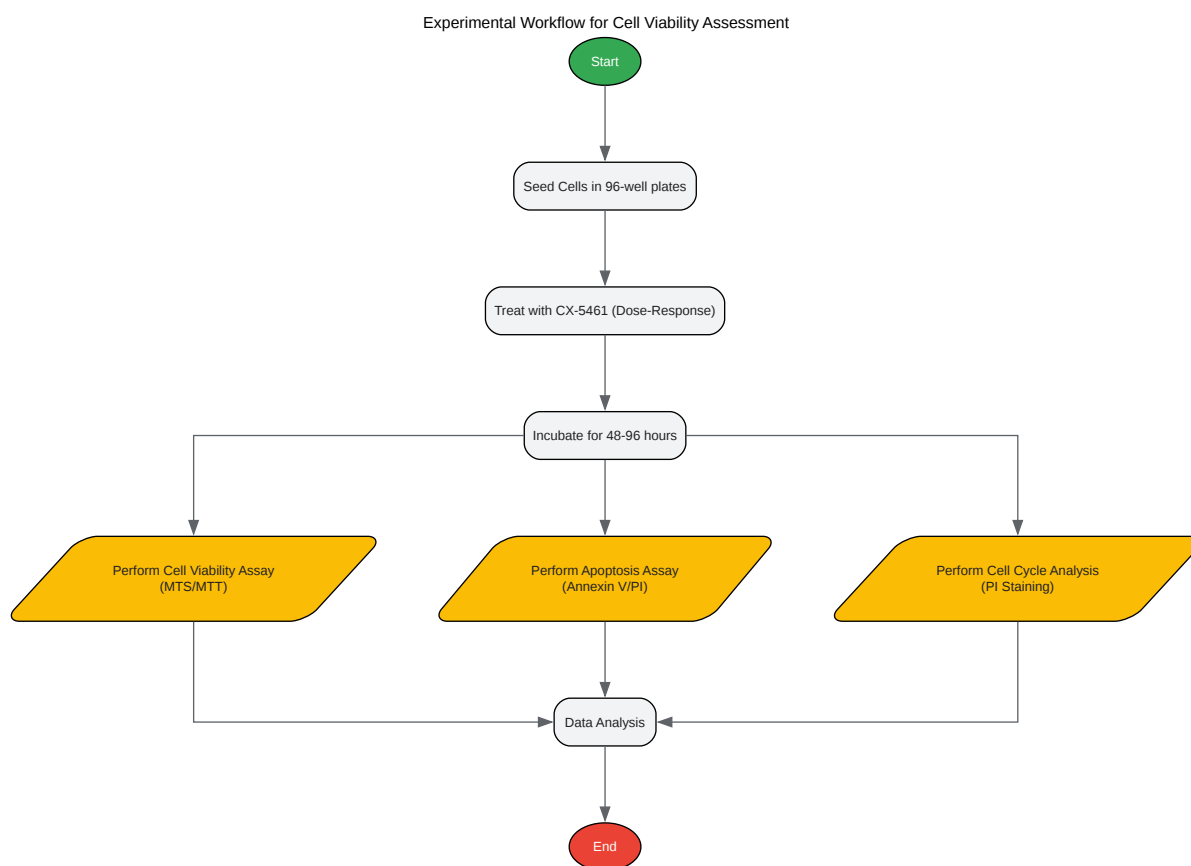 Experimental Workflow for Cell Viability Assessment
Start
Seed Cells in 96-well plates
Treat with CX-5461 (Dose-Response)
Incubate for 48-96 hours
Perform Cell Viability Assay
(MTS/MTT)
Perform Apoptosis Assay
(Annexin V/PI)
Perform Cell Cycle Analysis
(PI Staining)
Data Analysis
End